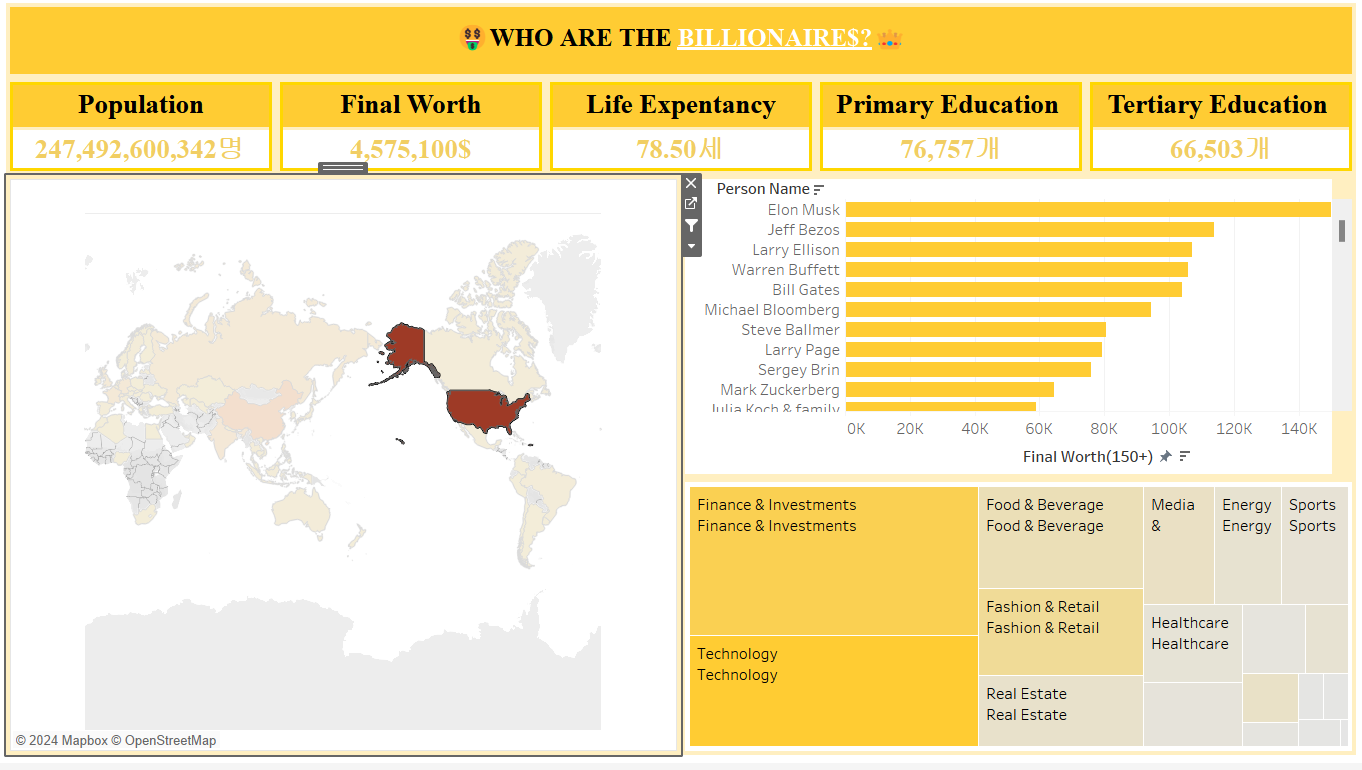 WHO ARE THE BILLIONAIRE$?
Population
Final Worth
Life Expentancy
Primary Education
Tertiary Education
247,492,600,342명
4,575,100$
78.50세
76,757개
66,503개
Person Name
Elon Musk
Jeff Bezos
Larry Ellison
Warren Buffett
Bill Gates
Michael Bloomberg
Steve Ballmer
Larry Page
Sergey Brin
Mark Zuckerberg
Julia Koch & family
0K 20K 40K 60K 80K 100K 120K 140K
Final Worth(150+)
Finance & Investments
Finance & Investments
Technology
Technology
Food & Beverage
Food & Beverage
Fashion & Retail
Fashion & Retail
Real Estate
Real Estate
Media
&
Energy
Energy
Sports
Sports
Healthcare
Healthcare
© 2024 Mapbox © OpenStreetMap